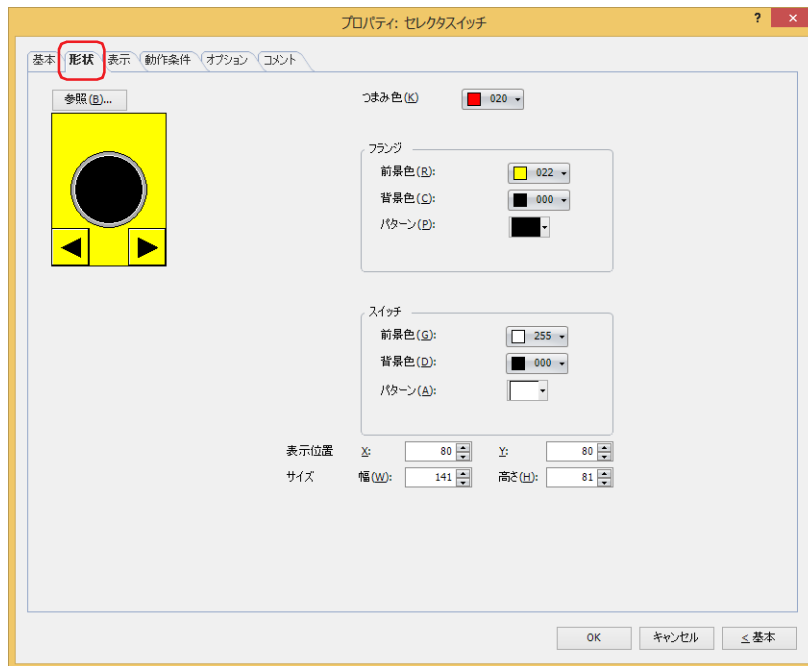 プロパティ: セレクタスイッチ ? ×
基本 形状 表示 動作条件 オプション コメント
参照(B)... つまみ色(K) 020
フランジ
前景色(R): 022
背景色(C): 000
パターン(P):
スイッチ
前景色(G): 255
背景色(D): 000
パターン(A):
表示位置 X: 80 Y: 80
サイズ 幅(W): 141 高さ(H): 81
OK キャンセル ≤ 基本